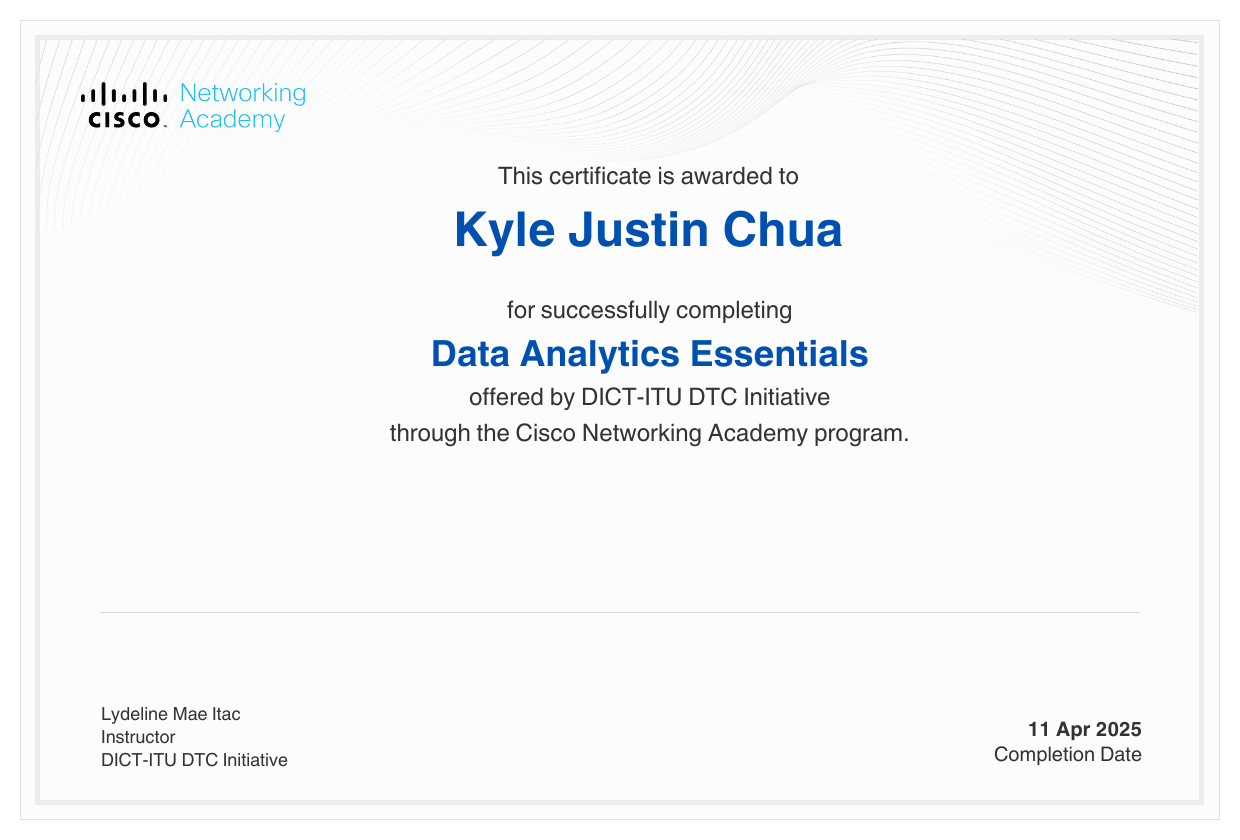 CISCO
Networking
Academy
This certificate is awarded to
Kyle Justin Chua
for successfully completing
Data Analytics Essentials
offered by DICT-ITU DTC Initiative
through the Cisco Networking Academy program.
Lydeline Mae Itac
Instructor
DICT-ITU DTC Initiative
11 Apr 2025
Completion Date